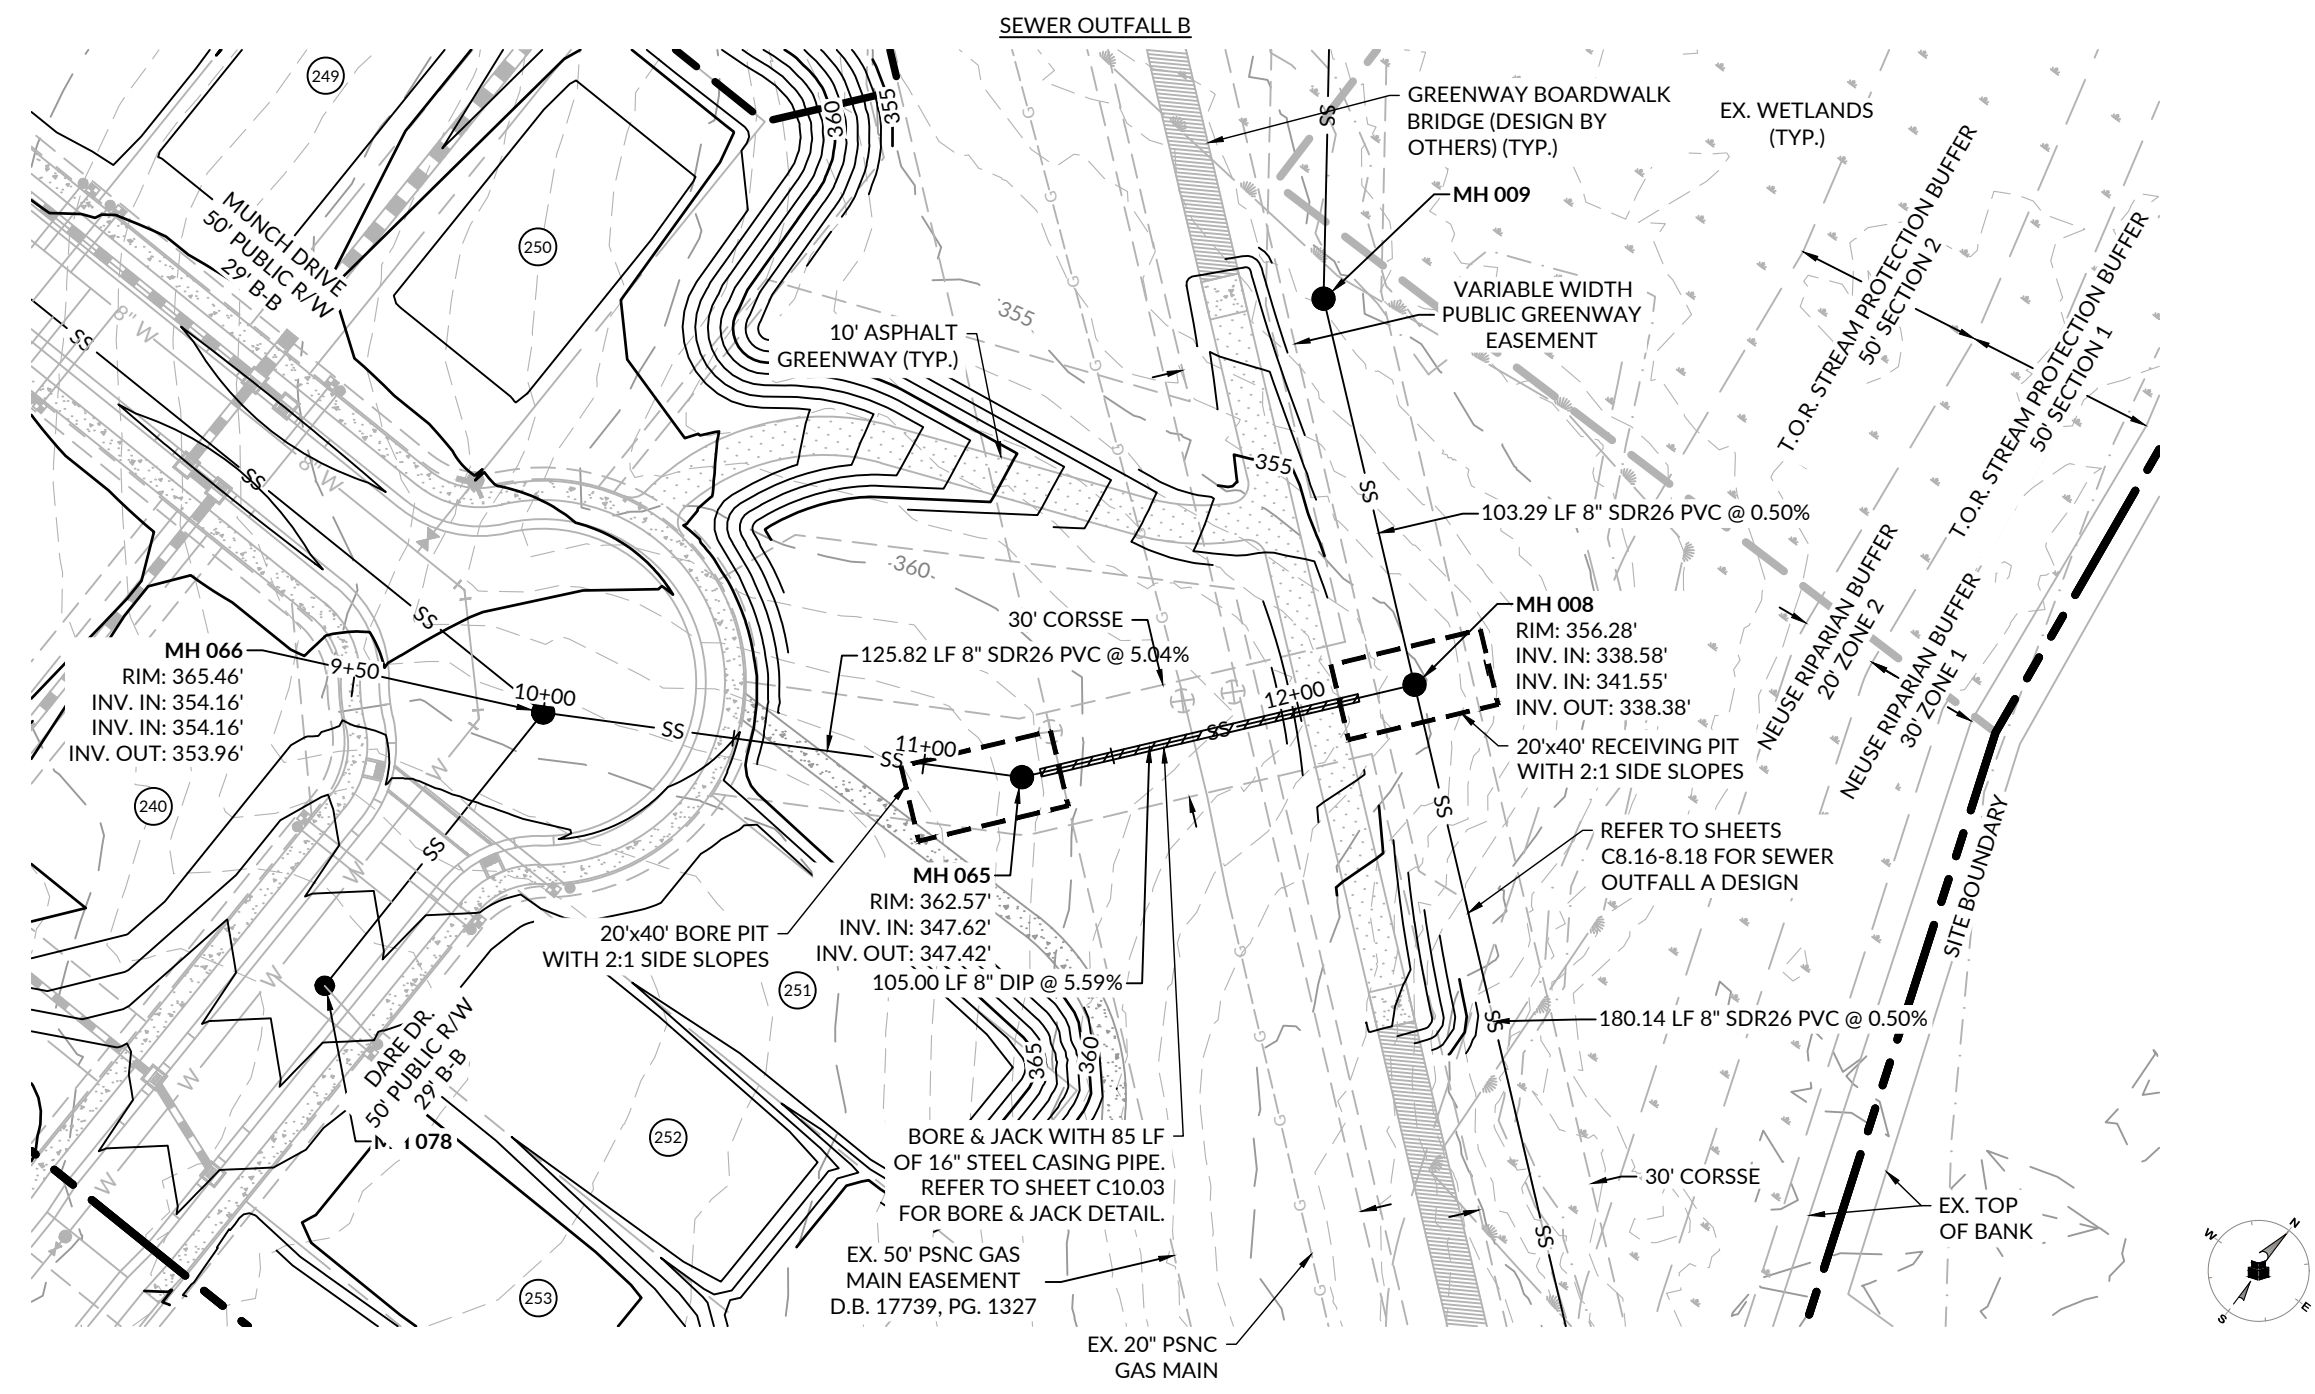 SEWER OUTFALL B
249
360
355
GREENWAY BOARDWALK
BRIDGE (DESIGN BY
OTHERS) (TYP.)
EX. WETLANDS
(TYP.)
SS
MH 009
MUNCH DRIVE
50' PUBLIC R/W
29' B-B
250
T.O.R. STREAM PROTECTION BUFFER
50' SECTION 2
T.O.R. STREAM PROTECTION BUFFER
50' SECTION 1
VARIABLE WIDTH
PUBLIC GREENWAY
EASEMENT
355
8" W
SS
10' ASPHALT
GREENWAY (TYP.)
G
G
G
G
SS
8" W
355
SS
103.29 LF 8" SDR26 PVC @ 0.50%
360
G
NEUSE RIPARIAN BUFFER
20' ZONE 2
NEUSE RIPARIAN BUFFER
30' ZONE 1
SS
30' CORSSE
125.82 LF 8" SDR26 PVC @ 5.04%
MH 008
RIM: 356.28'
INV. IN: 338.58'
INV. IN: 341.55'
INV. OUT: 338.38'
MH 066
RIM: 365.46'
INV. IN: 354.16'
INV. IN: 354.16'
INV. OUT: 353.96'
9+50
10+00
11+00
12+00
SS
SS
SS
20'x40' RECEIVING PIT
WITH 2:1 SIDE SLOPES
W
240
SS
SS
W
REFER TO SHEETS
C8.16-8.18 FOR SEWER
OUTFALL A DESIGN
SITE BOUNDARY
MH 065
RIM: 362.57'
INV. IN: 347.62'
INV. OUT: 347.42'
20'x40' BORE PIT
WITH 2:1 SIDE SLOPES
105.00 LF 8" DIP @ 5.59%
251
W
G
SS
180.14 LF 8" SDR26 PVC @ 0.50%
DARE DR.
50' PUBLIC R/W
29' B-B
W
365
360
G
G
078
252
BORE & JACK WITH 85 LF
OF 16" STEEL CASING PIPE.
REFER TO SHEET C10.03
FOR BORE & JACK DETAIL.
W
30' CORSSE
G
EX. TOP
OF BANK
SS
EX. 50' PSNC GAS
MAIN EASEMENT
D.B. 17739, PG. 1327
253
G
EX. 20" PSNC
GAS MAIN
N
W
E
S